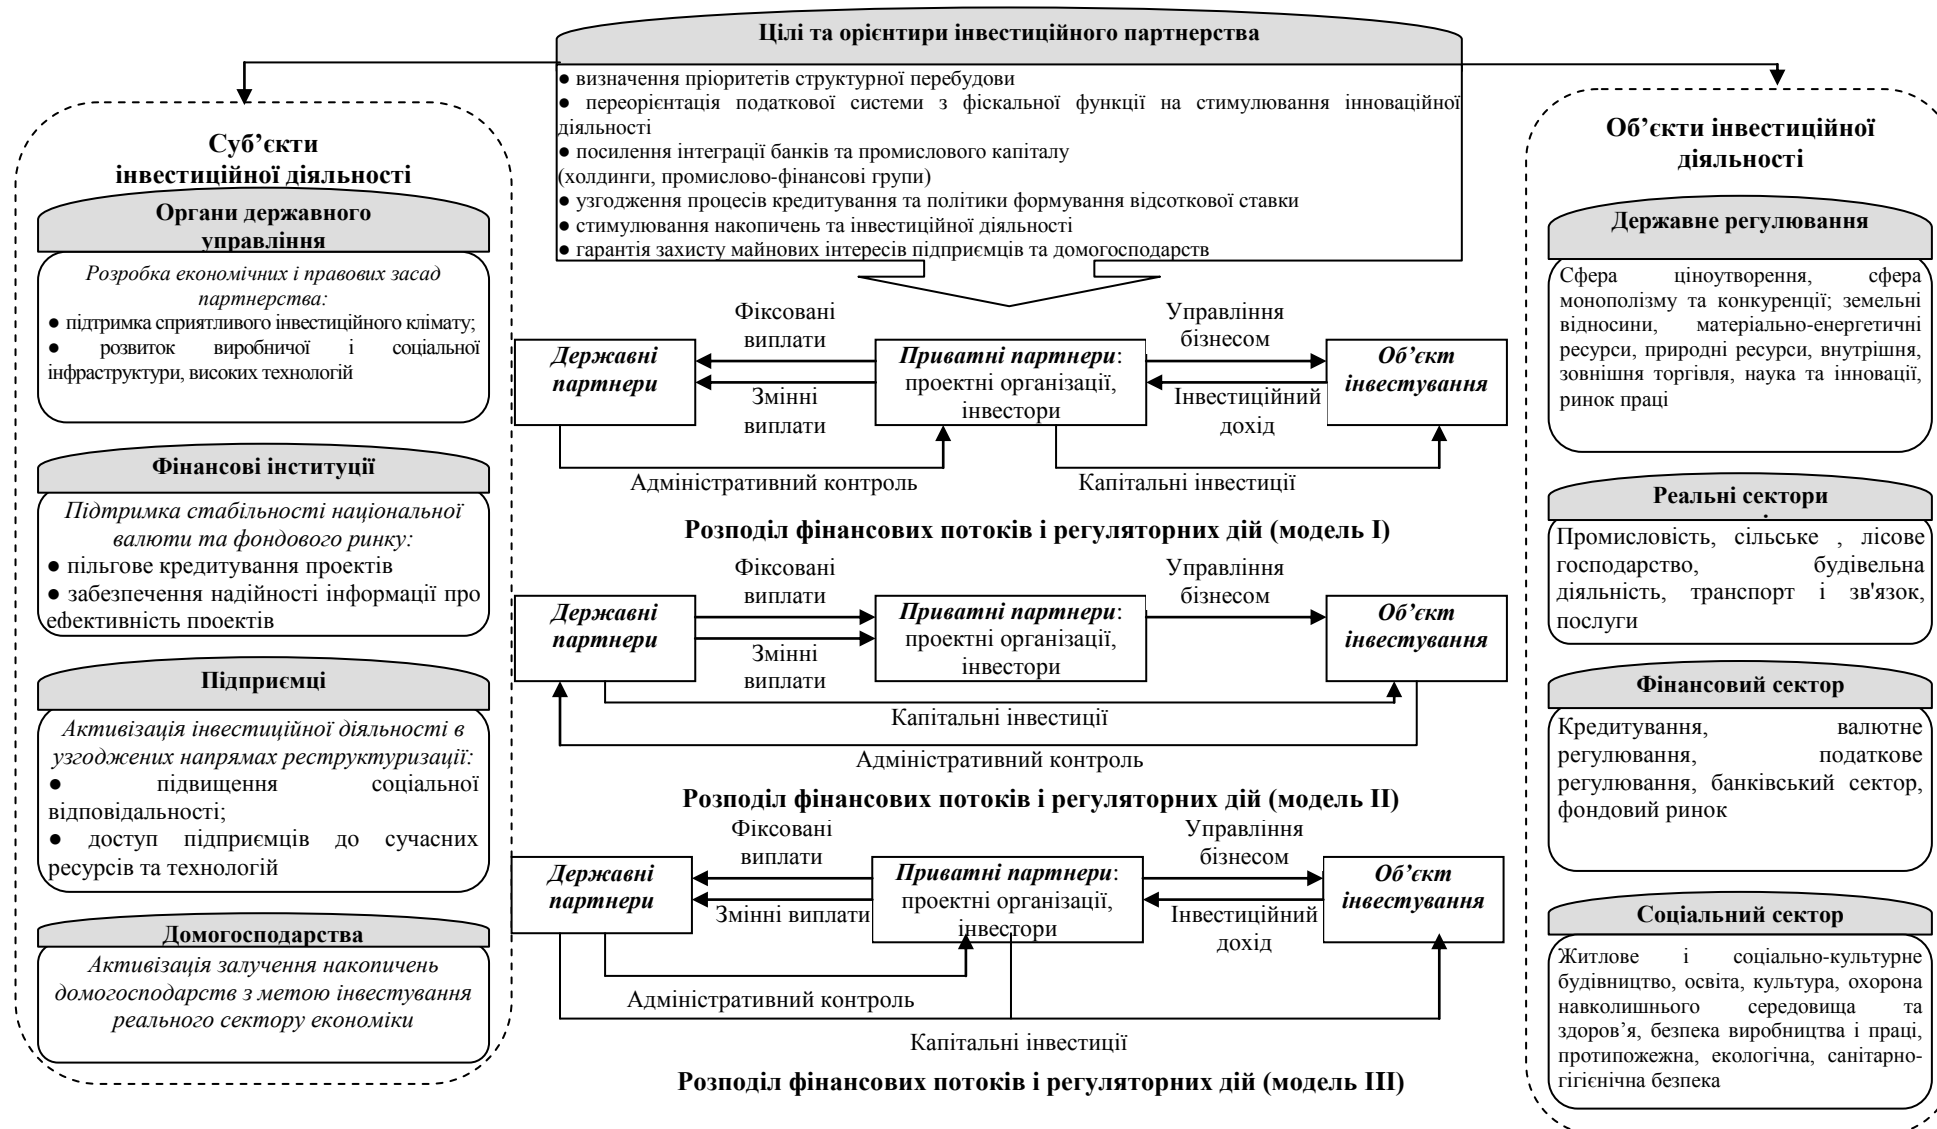 Цілі та орієнтири інвестиційного партнерства
● визначення пріоритетів структурної перебудови
● переорієнтація податкової системи з фіскальної функції на стимулювання інноваційної
діяльності
● посилення інтеграції банків та промислового капіталу
(холдинги, промислово-фінансові групи)
● узгодження процесів кредитування та політики формування відсоткової ставки
● стимулювання накопичень та інвестиційної діяльності
● гарантія захисту майнових інтересів підприємців та домогосподарств
Суб’єкти
інвестиційної діяльності
Органи державного
управління
Розробка економічних і правових засад
партнерства:
● підтримка сприятливого інвестиційного клімату;
● розвиток виробничої і соціальної
інфраструктури, високих технологій
Фінансові інституції
Підтримка стабільності національної
валюти та фондового ринку:
● пільгове кредитування проектів
● забезпечення надійності інформації про
ефективність проектів
Підприємці
Активізація інвестиційної діяльності в
узгоджених напрямах реструктуризації:
● підвищення соціальної
відповідальності;
● доступ підприємців до сучасних
ресурсів та технологій
Домогосподарства
Активізація залучення накопичень
домогосподарств з метою інвестування
реального сектору економіки
Фіксовані
виплати
Управління
бізнесом
Державні
партнери
Приватні партнери:
проектні організації,
інвестори
Об’єкт
інвестування
Змінні
виплати
Інвестиційний
дохід
Адміністративний контроль
Капітальні інвестиції
Розподіл фінансових потоків і регуляторних дій (модель І)
Фіксовані
виплати
Управління
бізнесом
Державні
партнери
Приватні партнери:
проектні організації,
інвестори
Об’єкт
інвестування
Змінні
виплати
Капітальні інвестиції
Адміністративний контроль
Розподіл фінансових потоків і регуляторних дій (модель ІІ)
Фіксовані
виплати
Управління
бізнесом
Державні
партнери
Приватні партнери:
проектні організації,
інвестори
Об’єкт
інвестування
Змінні виплати
Інвестиційний
дохід
Адміністративний контроль
Капітальні інвестиції
Розподіл фінансових потоків і регуляторних дій (модель ІІІ)
Об’єкти інвестиційної
діяльності
Державне регулювання
Сфера ціноутворення, сфера
монополізму та конкуренції; земельні
відносини, матеріально-енергетичні
ресурси, природні ресурси, внутрішня,
зовнішня торгівля, наука та інновації,
ринок праці
Реальні сектори
Промисловість, сільське , лісове
господарство, будівельна
діяльність, транспорт і зв'язок,
послуги
Фінансовий сектор
Кредитування, валютне
регулювання, податкове
регулювання, банківський сектор,
фондовий ринок
Соціальний сектор
Житлове і соціально-культурне
будівництво, освіта, культура, охорона
навколишнього середовища та
здоров’я, безпека виробництва і праці,
протипожежна, екологічна, санітарно-
гігієнічна безпека